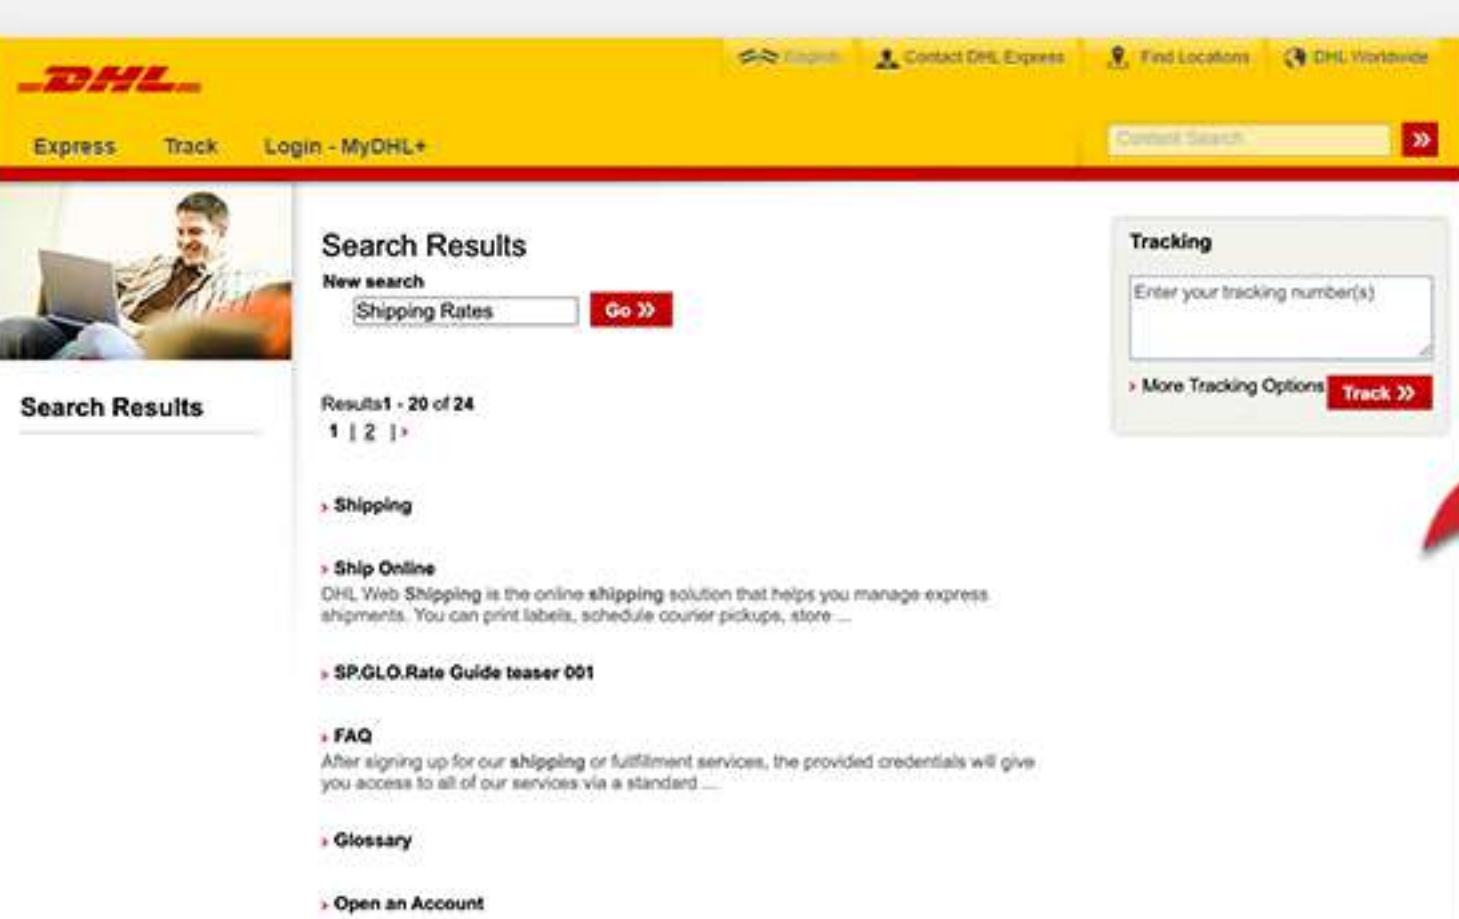 DHL
English
Contact DHL Express
Find Locations
DHL Worldwide
Express
Track
Login - MyDHL+
Content Search
Search Results
Search Results
New search
Shipping Rates
Go
Results1 - 20 of 24
1 | 2 |
Shipping
Ship Online
DHL Web Shipping is the online shipping solution that helps you manage express
shipments. You can print labels, schedule courier pickups, store ...
SP.GLO.Rate Guide teaser 001
FAQ
After signing up for our shipping or fulfillment services, the provided credentials will give
you access to all of our services via a standard ...
Glossary
Open an Account
Tracking
Enter your tracking number(s)
More Tracking Options
Track